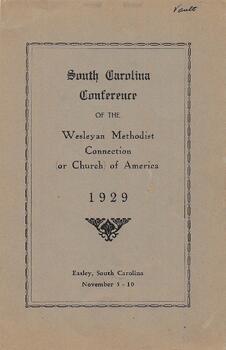 Vault
South Carolina
Conference
OF THE
Wesleyan Methodist
Connection
(or Church) of America
1929
Easley, South Carolina
November 5 - 10